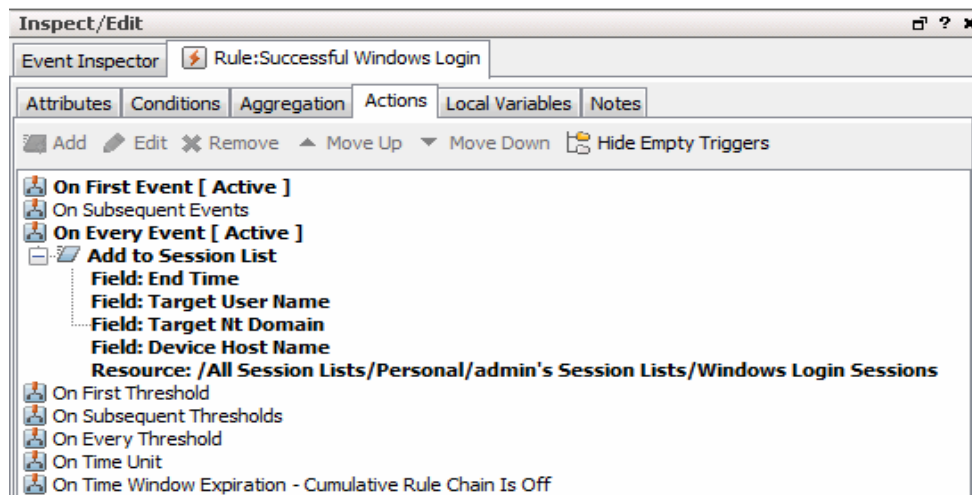 Inspect/Edit
Event Inspector Rule:Successful Windows Login
Attributes Conditions Aggregation Actions Local Variables Notes
Add Edit Remove Move Up Move Down Hide Empty Triggers
On First Event [ Active ]
On Subsequent Events
On Every Event [ Active ]
Add to Session List
Field: End Time
Field: Target User Name
Field: Target Nt Domain
Field: Device Host Name
Resource: /All Session Lists/Personal/admin's Session Lists/Windows Login Sessions
On First Threshold
On Subsequent Thresholds
On Every Threshold
On Time Unit
On Time Window Expiration - Cumulative Rule Chain Is Off